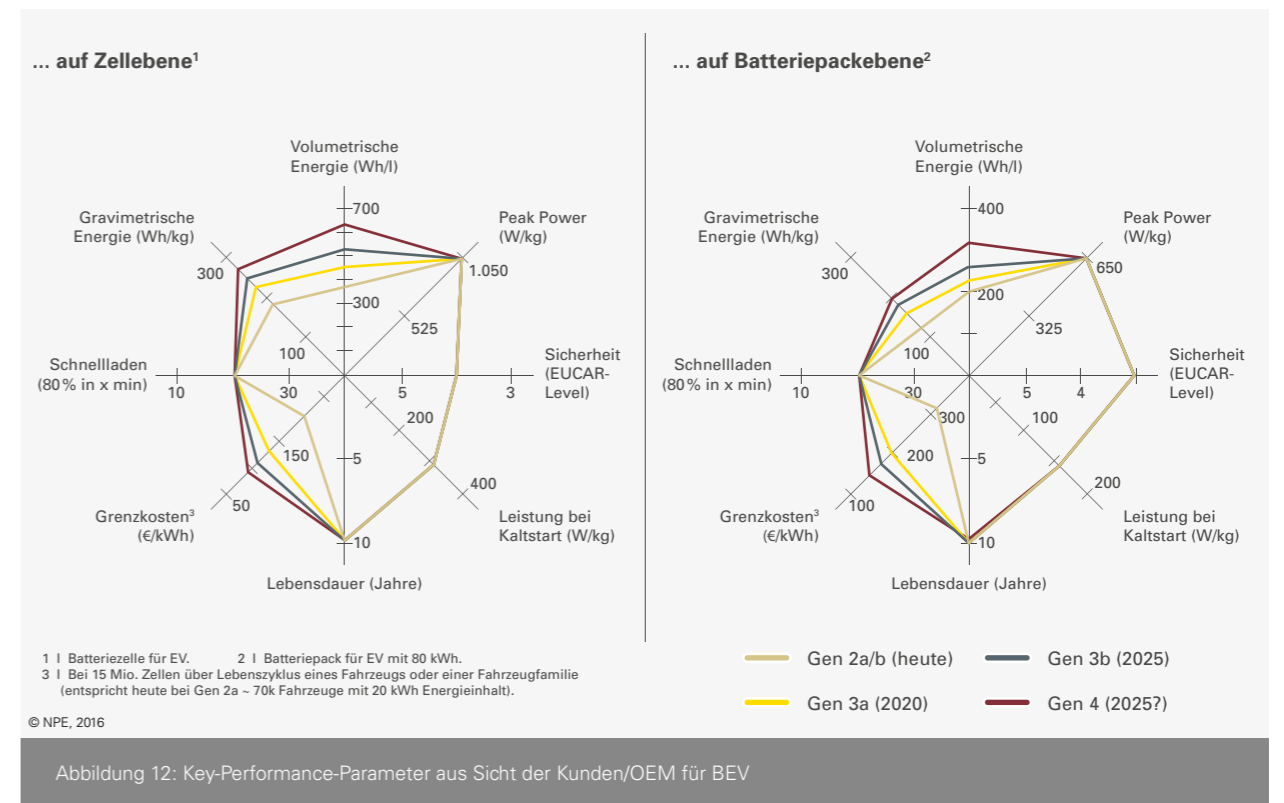 ... auf Zellebene¹
Volumetrische
Energie (Wh/l)
Gravimetrische
Energie (Wh/kg)
Peak Power
(W/kg)
700
300
1.050
300
525
100
Schnellladen
(80 % in x min)
10
30
5
3
Sicherheit
(EUCAR-
Level)
200
150
5
400
50
Grenzkosten³
(€/kWh)
Leistung bei
Kaltstart (W/kg)
10
Lebensdauer (Jahre)
... auf Batteriepackebene²
Volumetrische
Energie (Wh/l)
Gravimetrische
Energie (Wh/kg)
Peak Power
(W/kg)
400
300
650
200
325
100
Schnellladen
(80 % in x min)
10
30
5
4
Sicherheit
(EUCAR-
Level)
300
100
200
5
200
100
Grenzkosten³
(€/kWh)
Leistung bei
Kaltstart (W/kg)
10
Lebensdauer (Jahre)
1 I Batteriezelle für EV. 2 I Batteriepack für EV mit 80 kWh.
3 I Bei 15 Mio. Zellen über Lebenszyklus eines Fahrzeugs oder einer Fahrzeugfamilie
(entspricht heute bei Gen 2a ~ 70k Fahrzeuge mit 20 kWh Energieinhalt).
Gen 2a/b (heute)
Gen 3b (2025)
Gen 3a (2020)
Gen 4 (2025?)
© NPE, 2016
Abbildung 12: Key-Performance-Parameter aus Sicht der Kunden/OEM für BEV